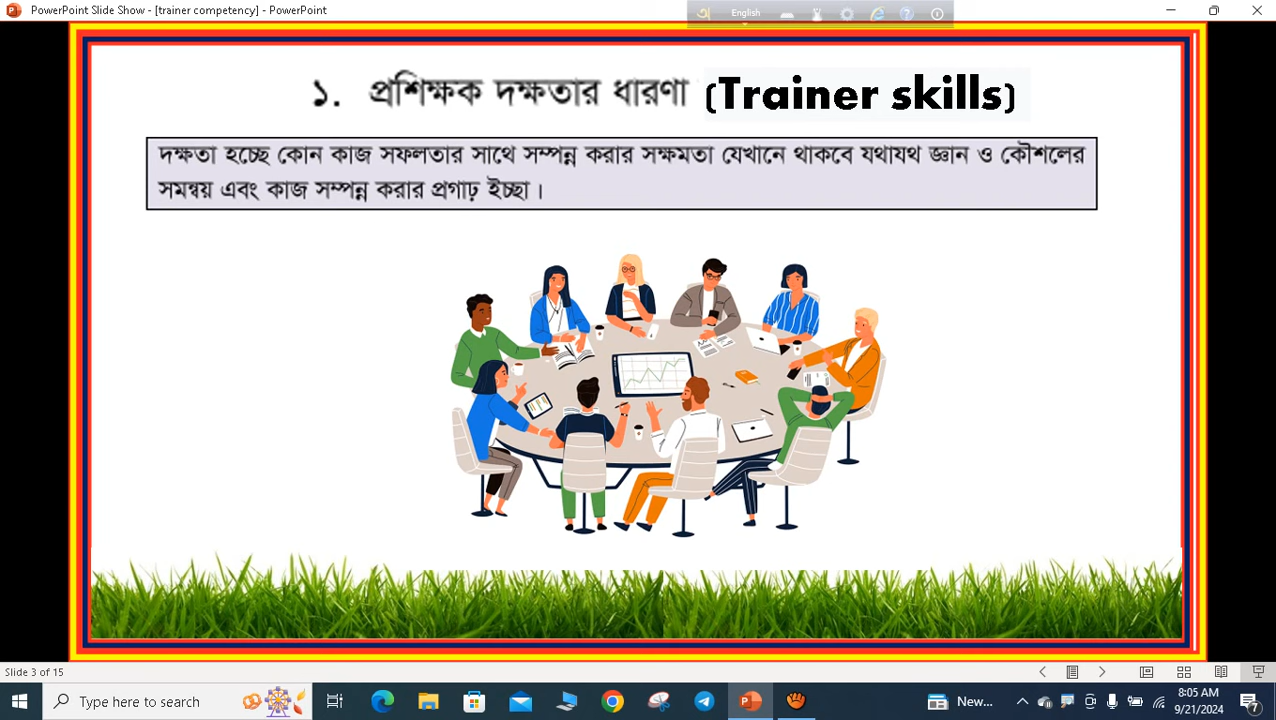 PowerPoint Slide Show - [trainer competency] - PowerPoint
অ English
১. প্রশিক্ষক দক্ষতার ধারণা (Trainer skills)
দক্ষতা হচ্ছে কোন কাজ সফলতার সাথে সম্পন্ন করার সক্ষমতা যেখানে থাকবে যথাযথ জ্ঞান ও কৌশলের
সমন্বয় এবং কাজ সম্পন্ন করার প্রগাঢ় ইচ্ছা।
Slide 3 of 15
Type here to search
New...
8:05 AM
9/21/2024
7